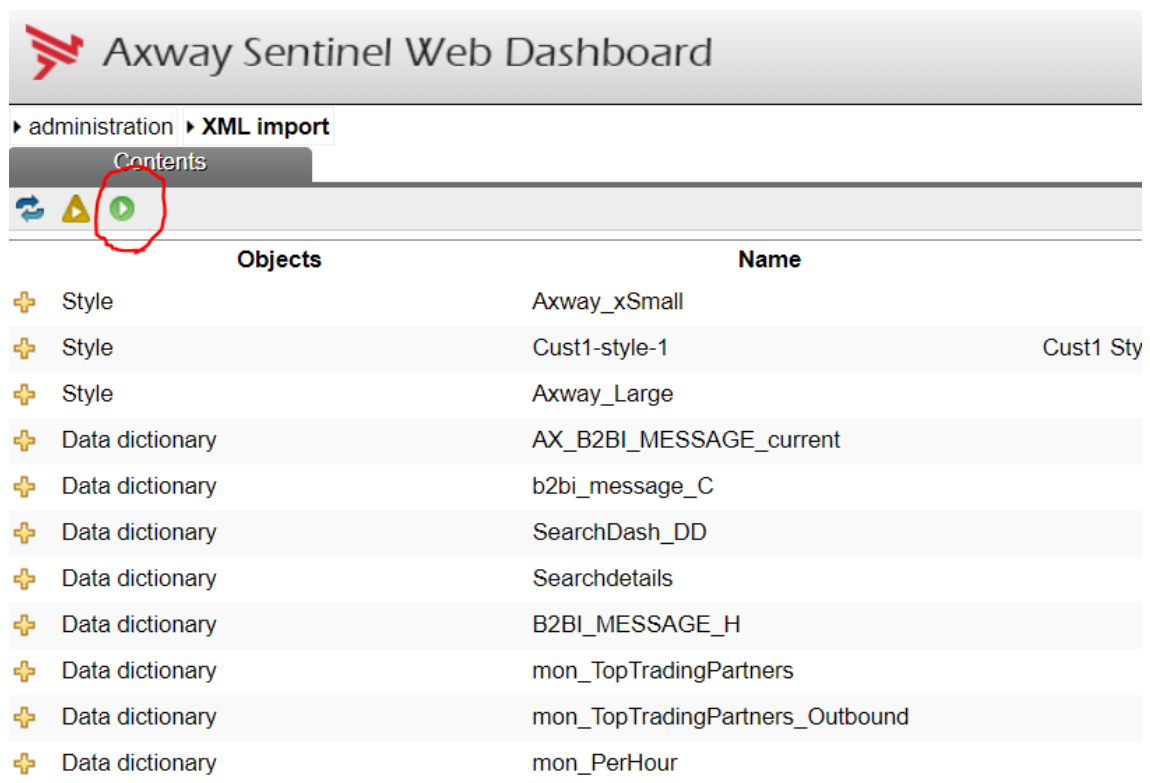 Axway Sentinel Web Dashboard
administration XML import
Contents
Objects Name
Style Axway_xSmall
Style Cust1-style-1 Cust1 Sty
Style Axway_Large
Data dictionary AX_B2BI_MESSAGE_current
Data dictionary b2bi_message_C
Data dictionary SearchDash_DD
Data dictionary Searchdetails
Data dictionary B2BI_MESSAGE_H
Data dictionary mon_TopTradingPartners
Data dictionary mon_TopTradingPartners_Outbound
Data dictionary mon_PerHour